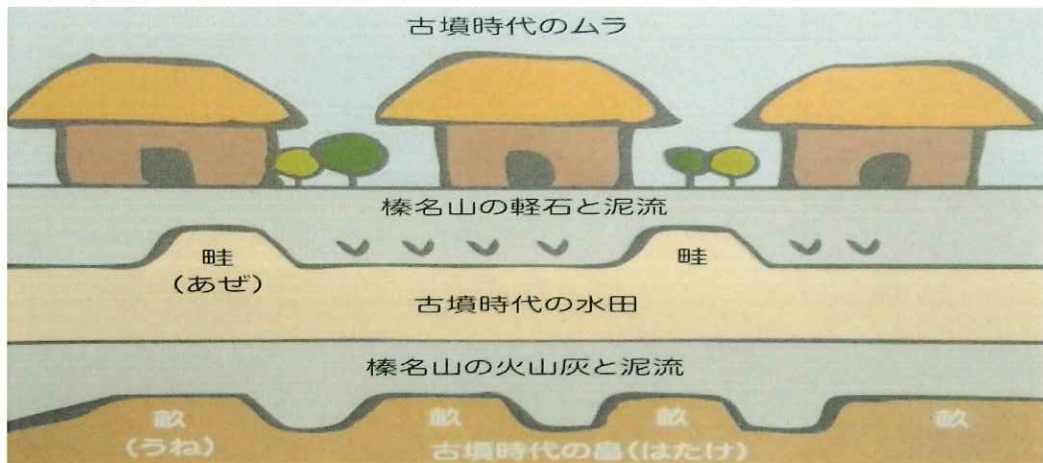 古墳時代のムラ
榛名山の軽石と泥流
畦
(あぜ)
畦
古墳時代の水田
榛名山の火山灰と泥流
畝
(うね)
畝
畝
畝
古墳時代の畠(はたけ)